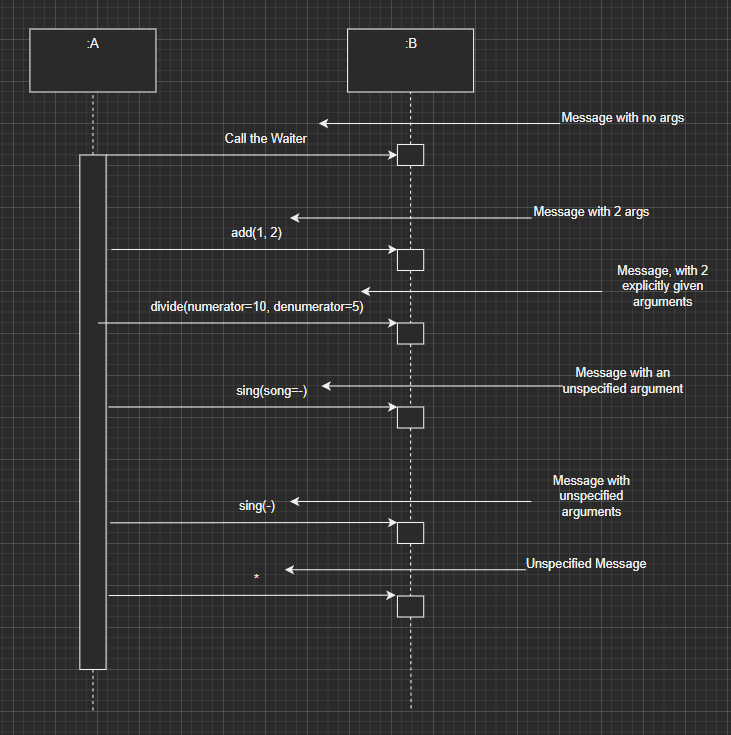 :A
:B
Message with no args
Call the Waiter
Message with 2 args
add(1, 2)
Message, with 2
explicitly given
arguments
divide(numerator=10, denumerator=5)
Message with an
unspecified argument
sing(song=-)
Message with
unspecified
arguments
sing(-)
Unspecified Message
*